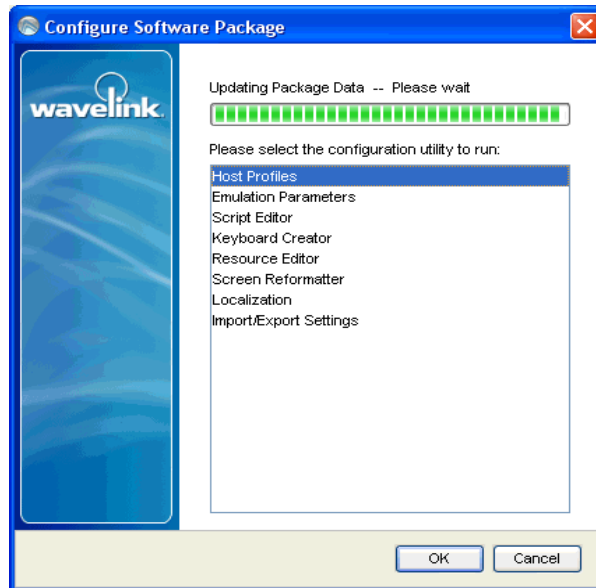 Configure Software Package
wavelink
Updating Package Data -- Please wait
Please select the configuration utility to run:
Host Profiles
Emulation Parameters
Script Editor
Keyboard Creator
Resource Editor
Screen Reformatter
Localization
Import/Export Settings
OK
Cancel